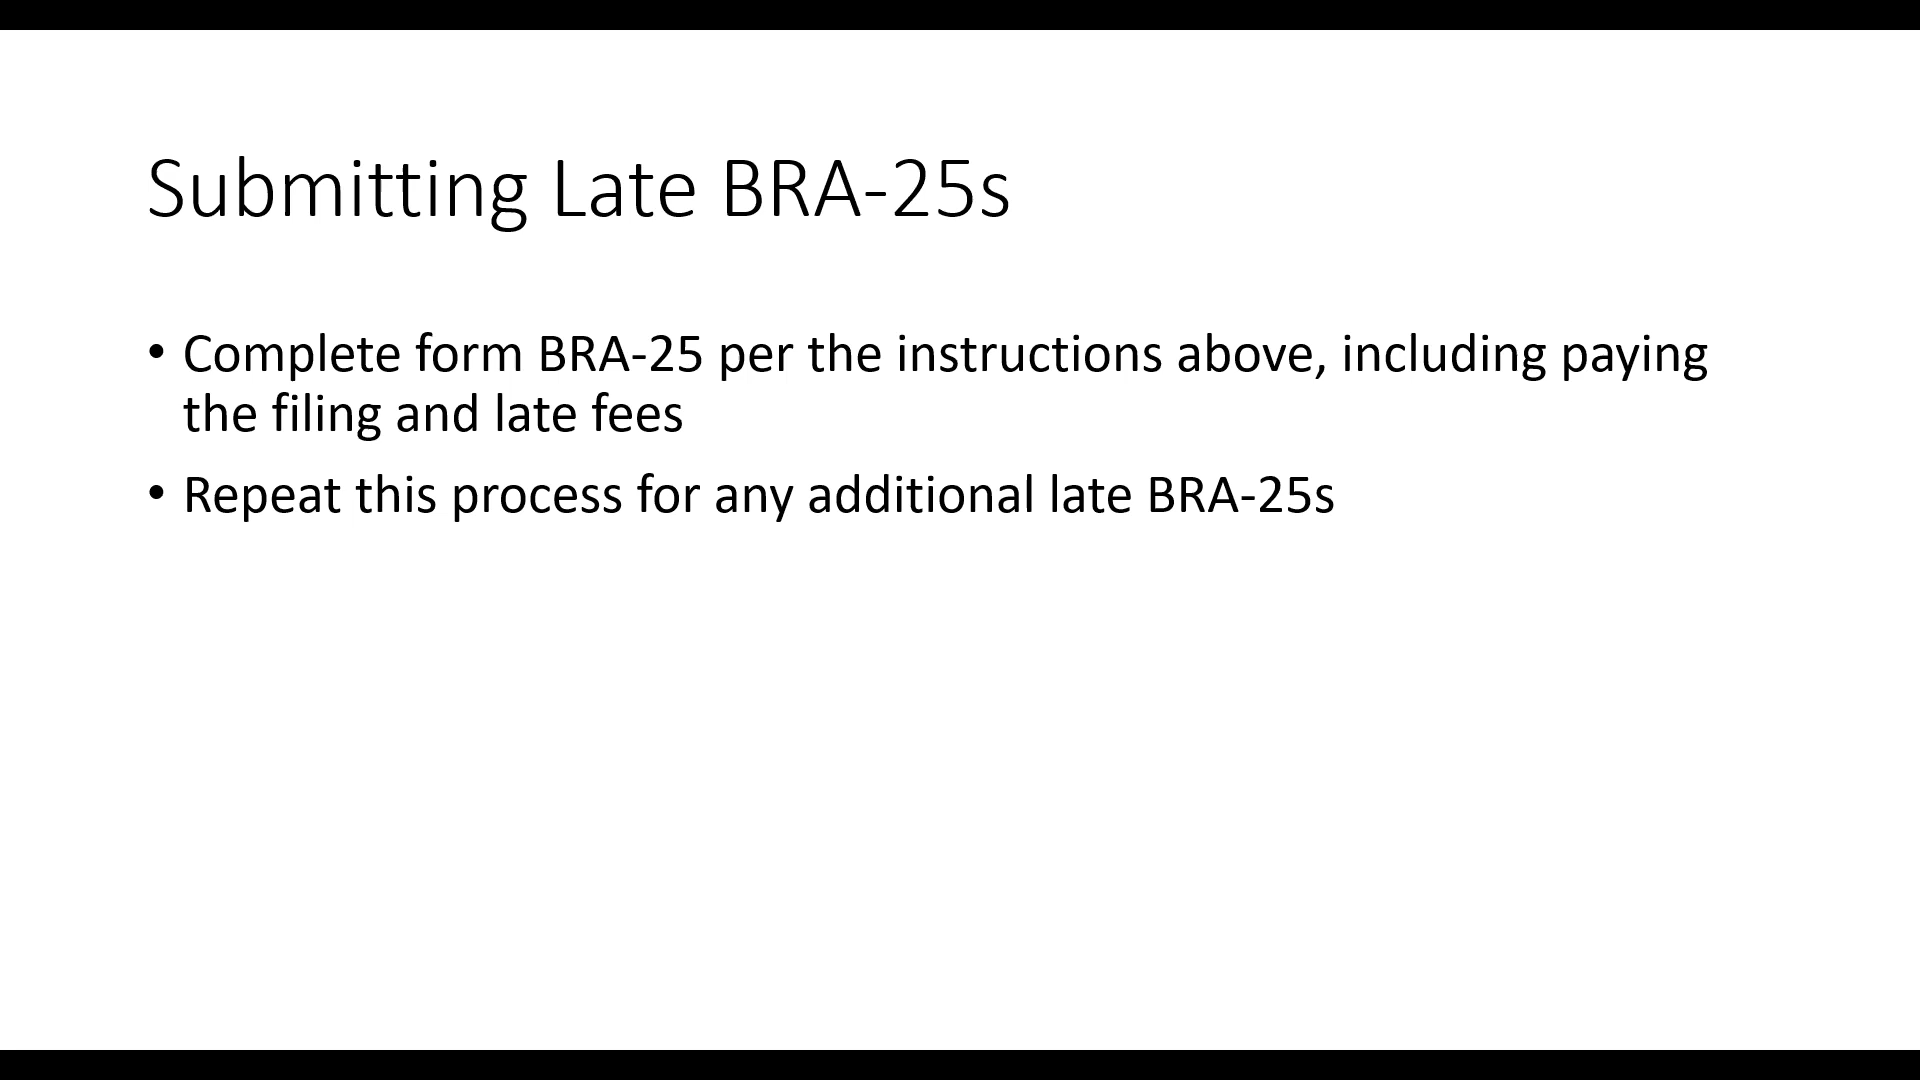 Submitting Late BRA-25s
• Complete form BRA-25 per the instructions above, including paying
the filing and late fees
• Repeat this process for any additional late BRA-25s